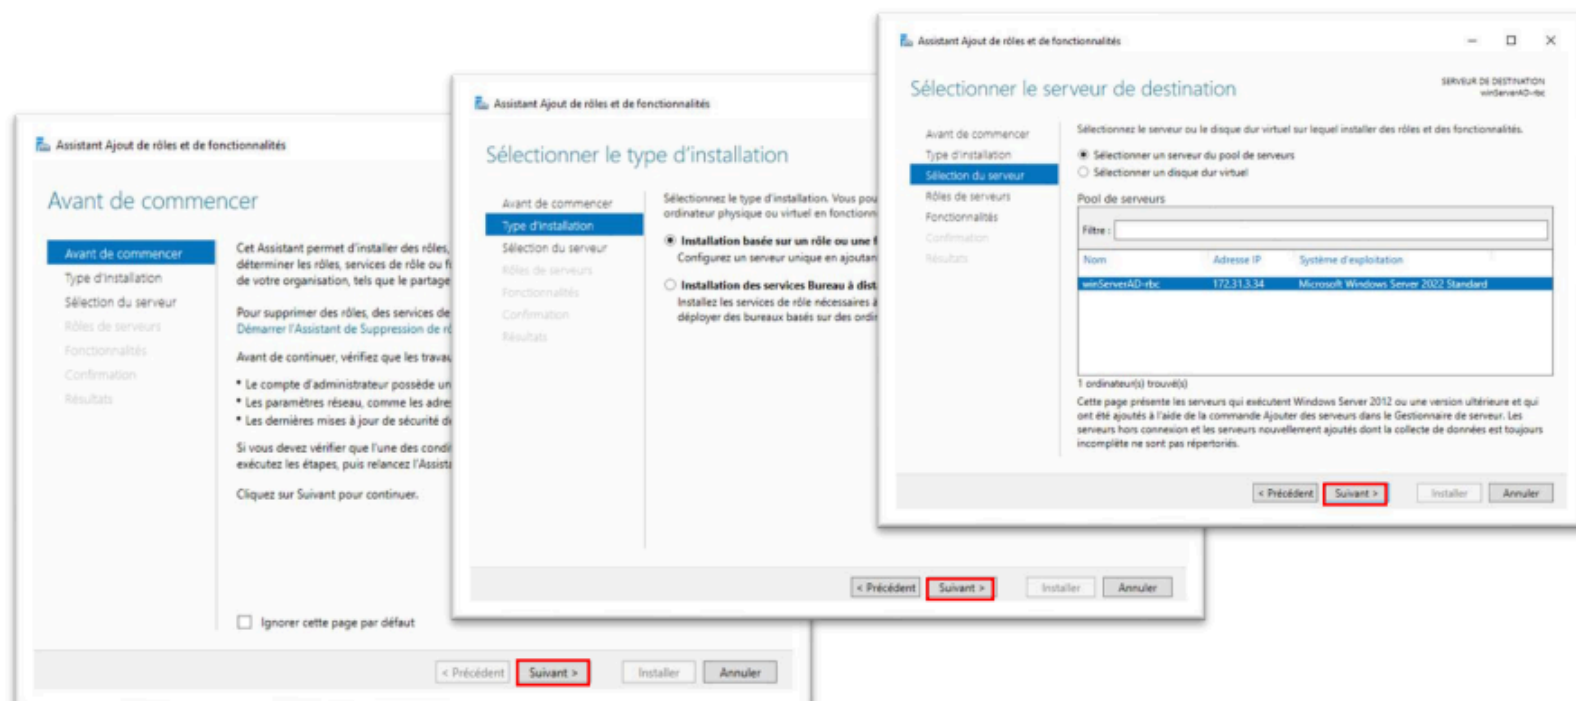 Assistant Ajout de rôles et de fonctionnalités
Avant de commencer
Avant de commencer
Type d'installation
Sélection du serveur
Rôles de serveurs
Fonctionnalités
Confirmation
Résultats
Cet Assistant permet d'installer des rôles,
déterminer les rôles, services de rôle ou
de votre organisation, tels que le partage
Pour supprimer des rôles, des services de
Démarrer l'Assistant de Suppression de
Avant de continuer, vérifiez que les
* Le compte d'administrateur possède un
* Les paramètres réseau, comme les
* Les dernières mises à jour de sécurité
Si vous devez vérifier que l'une des
exécutez les étapes, puis relancez
Cliquez sur Suivant pour continuer.
Ignorer cette page par défaut
< Précédent Suivant > Installer Annuler
Assistant Ajout de rôles et de fonctionnalités
Sélectionner le type d'installation
Avant de commencer
Type d'installation
Sélection du serveur
Rôles de serveurs
Fonctionnalités
Confirmation
Résultats
Sélectionnez le type d'installation. Vous
ordinateur physique ou virtuel en
Installation basée sur un rôle ou une
Configurez un serveur unique en
Installation des services Bureau à
Installez les services de rôle nécessaires
déployer des bureaux basés sur des
< Précédent Suivant > Installer Annuler
Assistant Ajout de rôles et de fonctionnalités
Sélectionner le serveur de destination
SERVEUR DE DESTINATION
winServerAD-rbc
Avant de commencer
Type d'installation
Sélection du serveur
Rôles de serveurs
Fonctionnalités
Confirmation
Résultats
Sélectionnez le serveur ou le disque dur virtuel sur lequel installer des rôles et des fonctionnalités.
Sélectionner un serveur du pool de serveurs
Sélectionner un disque dur virtuel
Pool de serveurs
Filtre :
Nom Adresse IP Système d'exploitation
winServerAD-rbc 172.31.3.34 Microsoft Windows Server 2022 Standard
1 ordinateur(s) trouvé(s)
Cette page présente les serveurs qui exécutent Windows Server 2012 ou une version ultérieure et qui
ont été ajoutés à l'aide de la commande Ajouter des serveurs dans le Gestionnaire de serveur. Les
serveurs hors connexion et les serveurs nouvellement ajoutés dont la collecte de données est toujours
incomplète ne sont pas répertoriés.
< Précédent Suivant > Installer Annuler